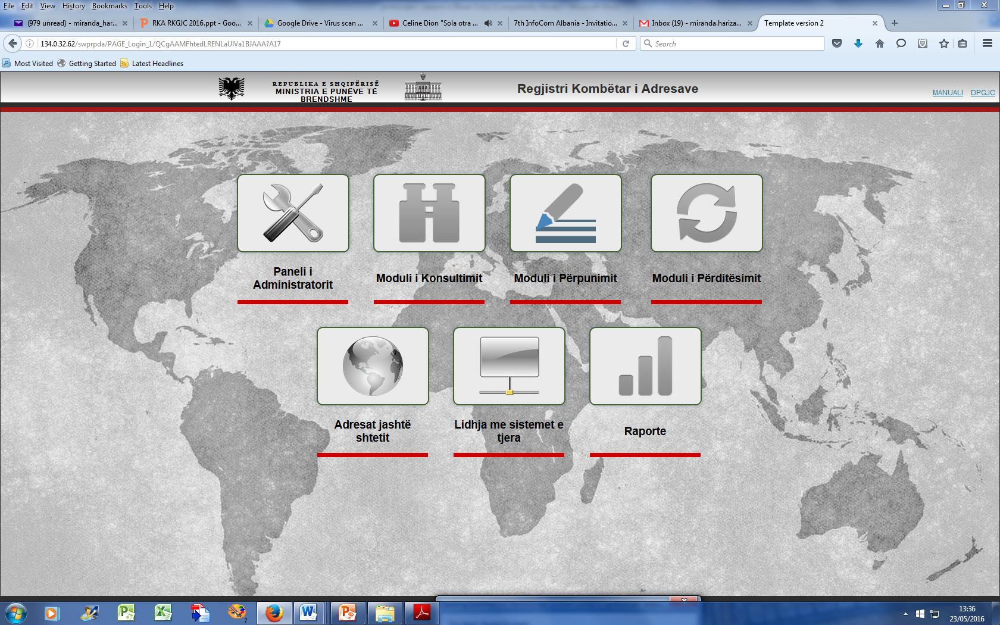 File Edit View History Bookmarks Tools Help
(979 unread) - miranda_har...
RKA RKGJC 2016.ppt - Goo...
Google Drive - Virus scan ...
Celine Dion "Sola otra ...
7th InfoCom Albania - Invitatio...
Inbox (19) - miranda.hariza...
Template version 2
134.0.32.62/swprpda/PAGE_Login_1/QCgAAMFhtedLRENLaUlVa1BJAAA?A17
Search
Most Visited Getting Started Latest Headlines
REPUBLIKA E SHQIPËRISË
MINISTRIA E PUNËVE TË
BRENDSHME
Regjistri Kombëtar i Adresave
MANUALI DPGJC
Paneli i
Administratorit
Moduli i Konsultimit
Moduli i Përpunimit
Moduli i Përditësimit
Adresat jashtë
shtetit
Lidhja me sistemet e
tjera
Raporte
7
13:36
23/05/2016